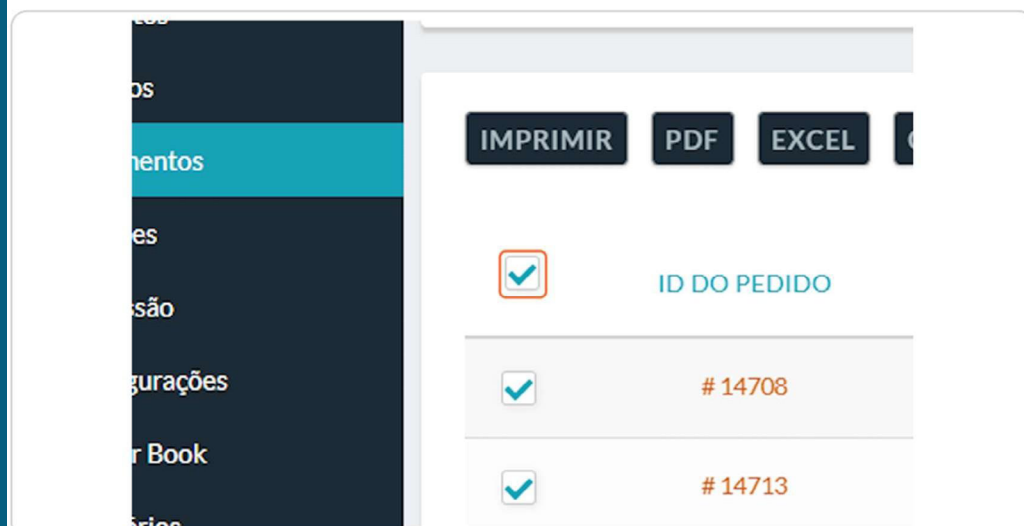 os
IMPRIMIR PDF EXCEL
mentos
es
ID DO PEDIDO
ssão
gurações
# 14708
r Book
# 14713